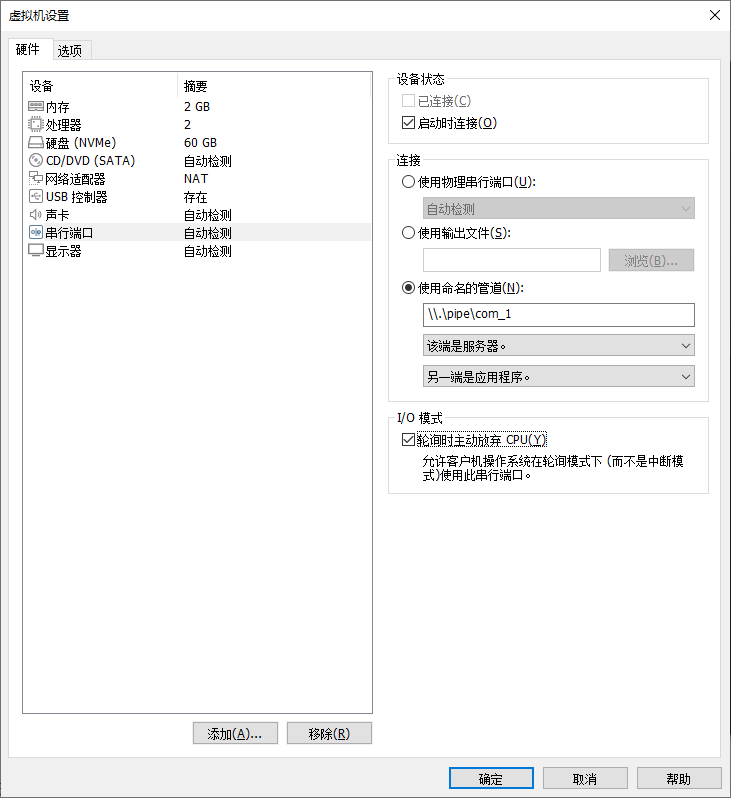 虚拟机设置
硬件 选项
设备 摘要
内存 2 GB
处理器 2
硬盘 (NVMe) 60 GB
CD/DVD (SATA) 自动检测
网络适配器 NAT
USB 控制器 存在
声卡 自动检测
串行端口 自动检测
显示器 自动检测
添加(A)... 移除(R)
设备状态
已连接(C)
启动时连接(O)
连接
使用物理串行端口(U):
自动检测
使用输出文件(S):
浏览(B)...
使用命名的管道(N):
\\.\pipe\com_1
该端是服务器。
另一端是应用程序。
I/O 模式
轮询时主动放弃 CPU(Y)
允许客户机操作系统在轮询模式下 (而不是中断模
式)使用此串行端口。
确定 取消 帮助